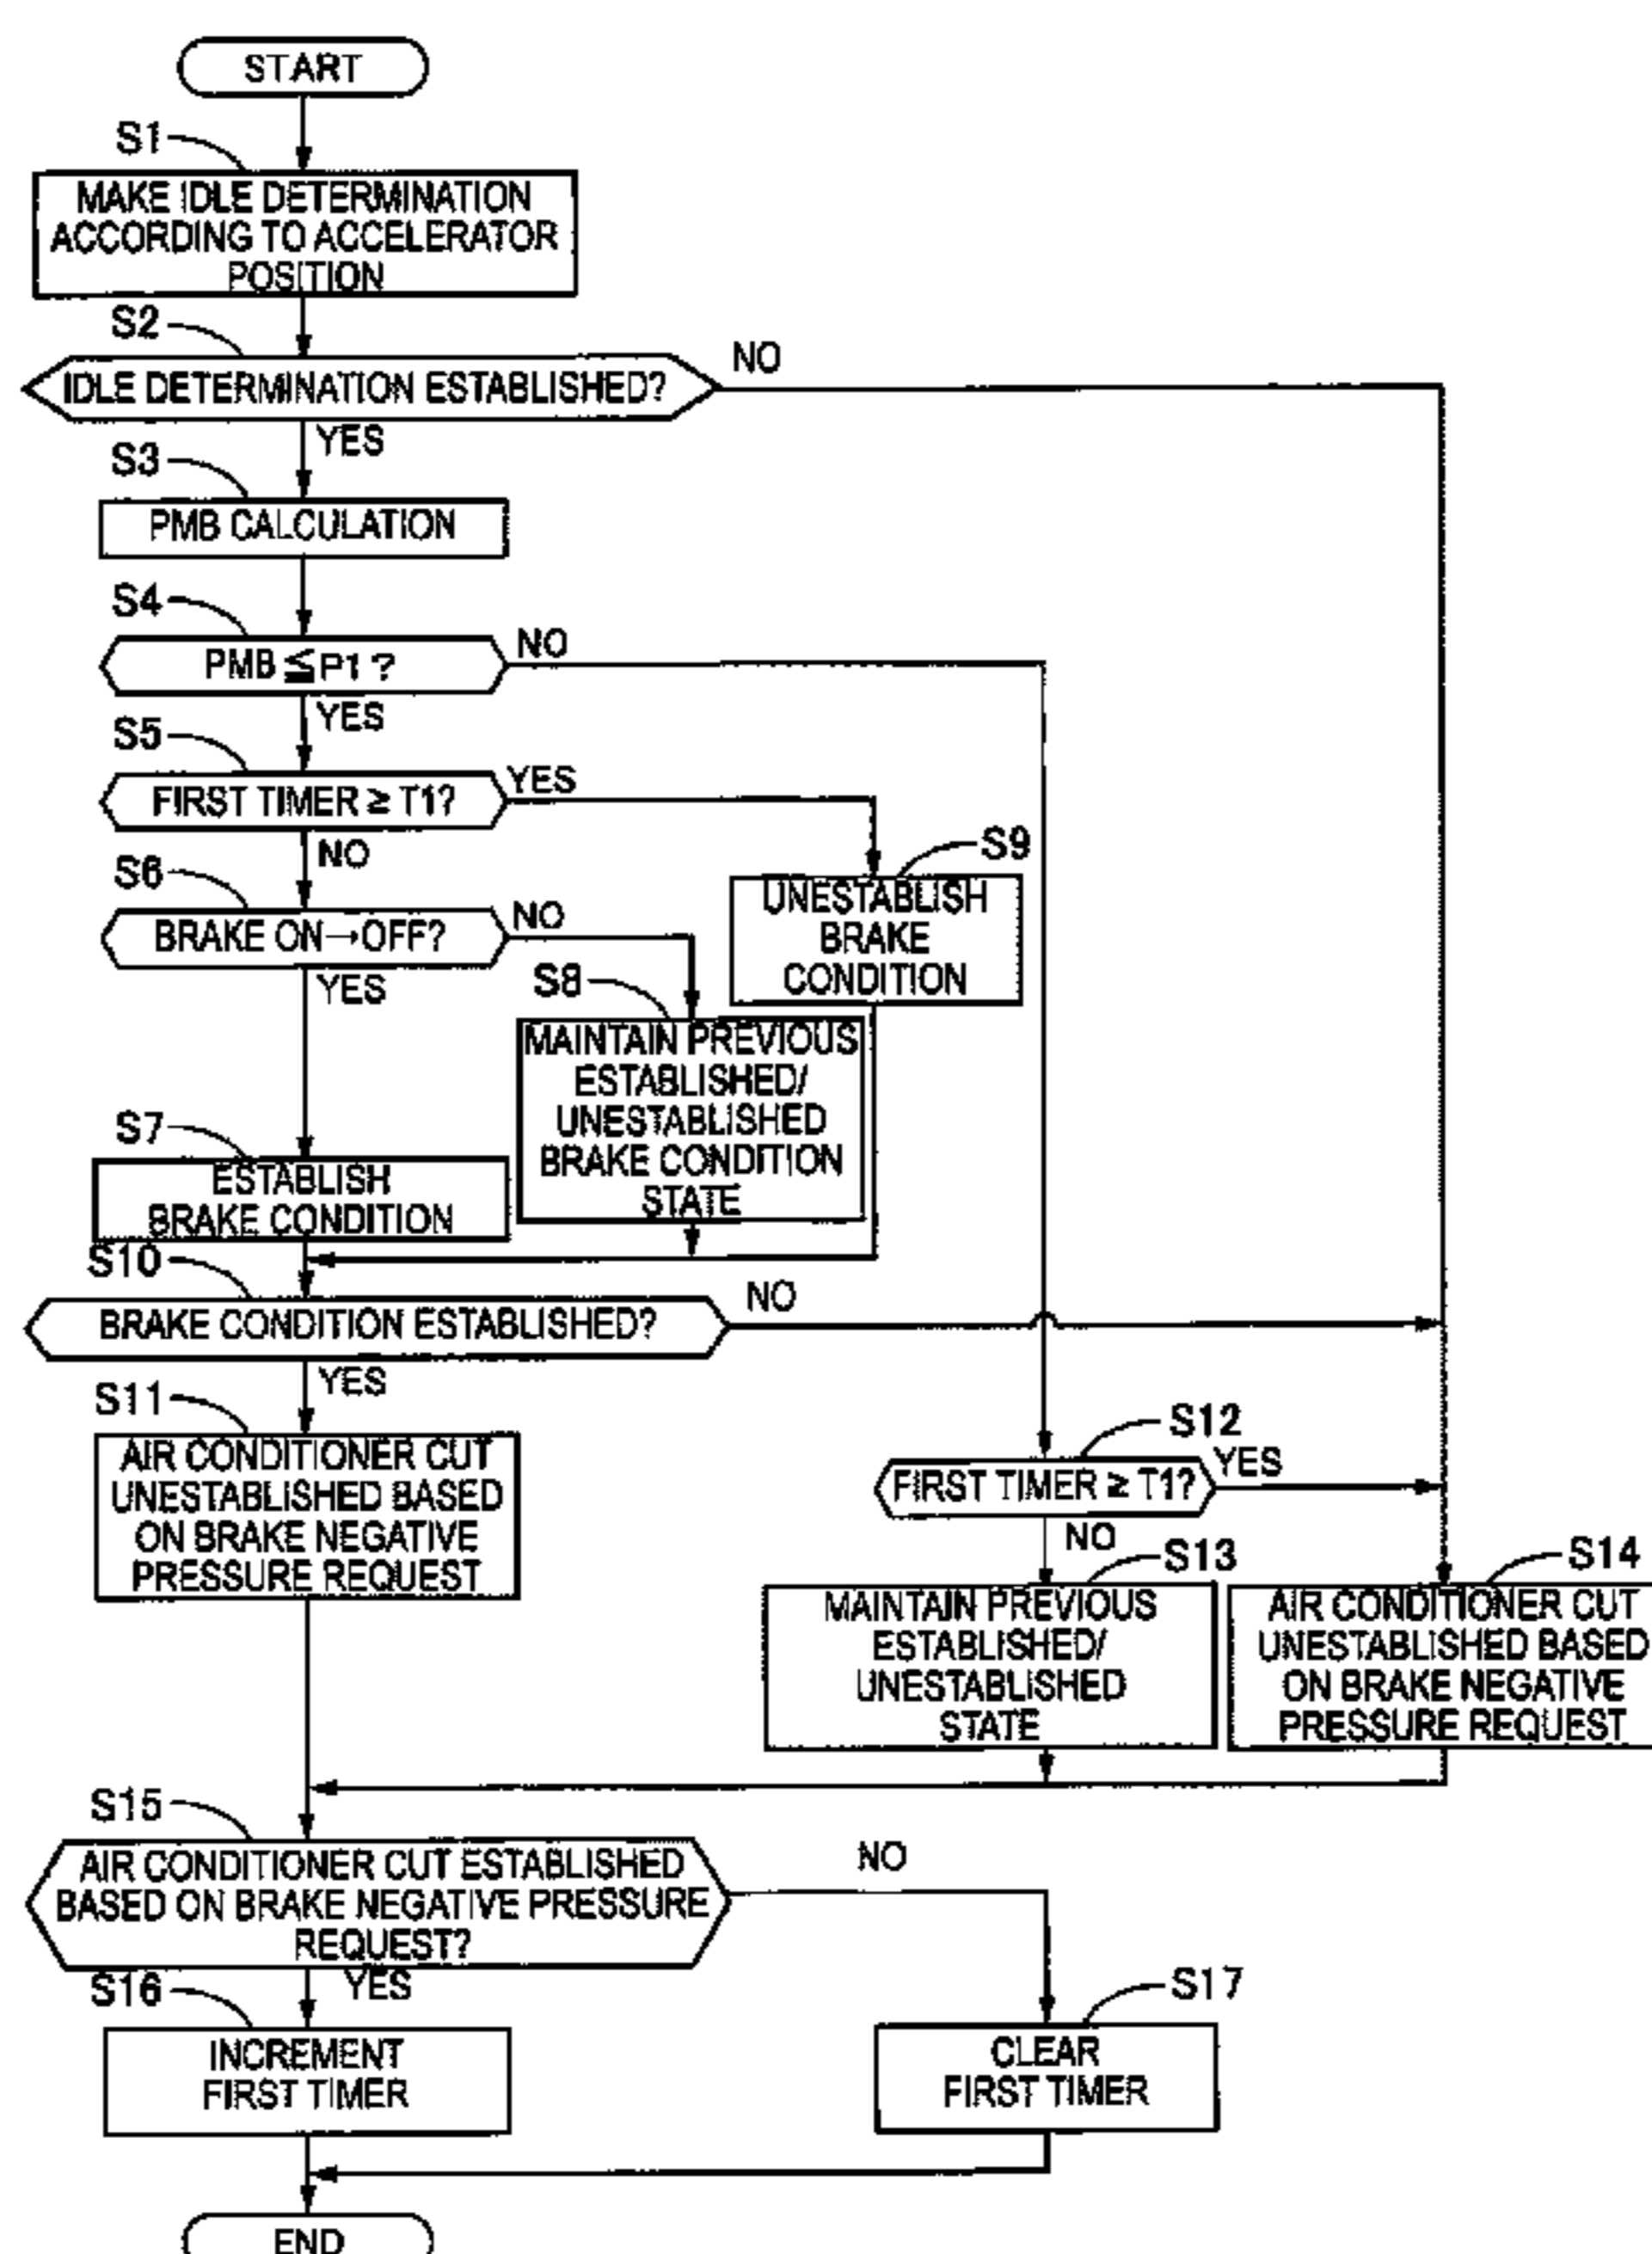 START
S1
MAKE IDLE DETERMINATION
ACCORDING TO ACCELERATOR
POSITION
S2
IDLE DETERMINATION ESTABLISHED?
NO
YES
S3
PMB CALCULATION
S4
PMB ≦ P1 ?
NO
YES
S5
FIRST TIMER ≥ T1?
YES
NO
S6
BRAKE ON→OFF?
NO
YES
S9
UNESTABLISH
BRAKE
CONDITION
S8
MAINTAIN PREVIOUS
ESTABLISHED/
UNESTABLISHED
BRAKE CONDITION
STATE
S7
ESTABLISH
BRAKE CONDITION
S10
BRAKE CONDITION ESTABLISHED?
NO
YES
S11
AIR CONDITIONER CUT
UNESTABLISHED BASED
ON BRAKE NEGATIVE
PRESSURE REQUEST
S12
FIRST TIMER ≥ T1?
YES
NO
S13
MAINTAIN PREVIOUS
ESTABLISHED/
UNESTABLISHED
STATE
S14
AIR CONDITIONER CUT
UNESTABLISHED BASED
ON BRAKE NEGATIVE
PRESSURE REQUEST
S15
AIR CONDITIONER CUT ESTABLISHED
BASED ON BRAKE NEGATIVE PRESSURE
REQUEST?
NO
YES
S16
INCREMENT
FIRST TIMER
S17
CLEAR
FIRST TIMER
END